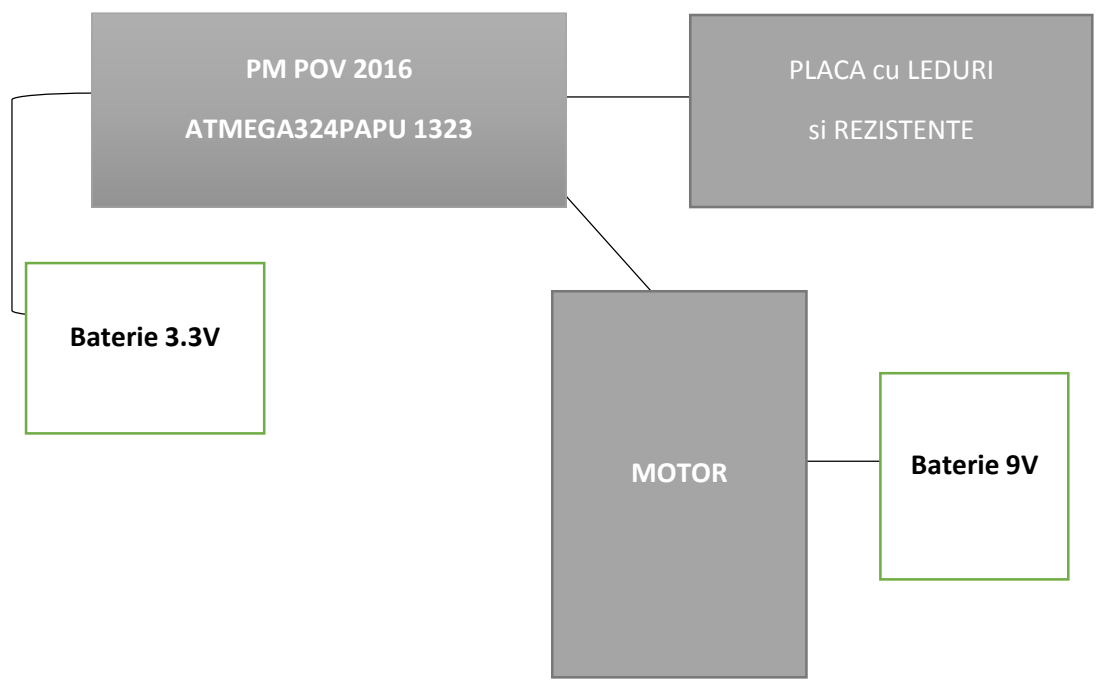 PM POV 2016
ATMEGA324PAPU 1323
PLACA cu LEDURI
si REZISTENTE
Baterie 3.3V
MOTOR
Baterie 9V